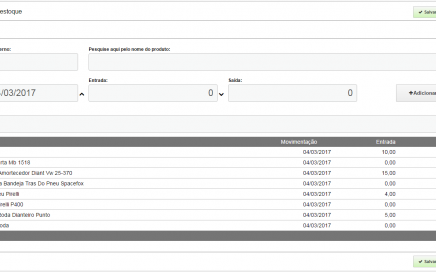 estoque
Salvar
erno:
Pesquise aqui pelo nome do produto:
Entrada:
Saída:
/03/2017
0
0
+Adicionar
Movimentação
Entrada
04/03/2017
10,00
rta Mb 1518
04/03/2017
0,00
Amortecedor Diant Vw 25-370
04/03/2017
15,00
a Bandeja Tras Do Pneu Spacefox
04/03/2017
0,00
eu Pirelli
04/03/2017
4,00
irelli P400
04/03/2017
0,00
Roda Dianteiro Punto
04/03/2017
5,00
oda
04/03/2017
0,00
Salvar